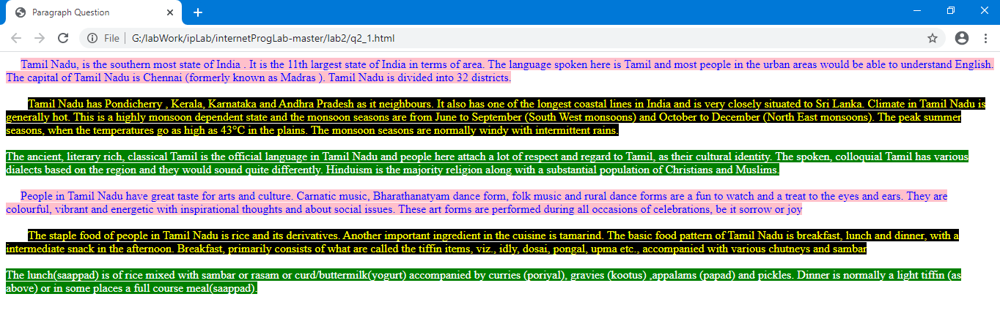 Paragraph Question
File | G:/labWork/ipLab/internetProgLab-master/lab2/q2_1.html
Tamil Nadu, is the southern most state of India . It is the 11th largest state of India in terms of area. The language spoken here is Tamil and most people in the urban areas would be able to understand English.
The capital of Tamil Nadu is Chennai (formerly known as Madras ). Tamil Nadu is divided into 32 districts.
Tamil Nadu has Pondicherry , Kerala, Karnataka and Andhra Pradesh as it neighbours. It also has one of the longest coastal lines in India and is very closely situated to Sri Lanka. Climate in Tamil Nadu is
generally hot. This is a highly monsoon dependent state and the monsoon seasons are from June to September (South West monsoons) and October to December (North East monsoons). The peak summer
seasons, when the temperatures go as high as 43°C in the plains. The monsoon seasons are normally windy with intermittent rains.
The ancient, literary rich, classical Tamil is the official language in Tamil Nadu and people here attach a lot of respect and regard to Tamil, as their cultural identity. The spoken, colloquial Tamil has various
dialects based on the region and they would sound quite differently. Hinduism is the majority religion along with a substantial population of Christians and Muslims.
People in Tamil Nadu have great taste for arts and culture. Carnatic music, Bharathanatyam dance form, folk music and rural dance forms are a fun to watch and a treat to the eyes and ears. They are
colourful, vibrant and energetic with inspirational thoughts and about social issues. These art forms are performed during all occasions of celebrations, be it sorrow or joy
The staple food of people in Tamil Nadu is rice and its derivatives. Another important ingredient in the cuisine is tamarind. The basic food pattern of Tamil Nadu is breakfast, lunch and dinner, with a
intermediate snack in the afternoon. Breakfast, primarily consists of what are called the tiffin items, viz., idly, dosai, pongal, upma etc., accompanied with various chutneys and sambar
The lunch(saappad) is of rice mixed with sambar or rasam or curd/buttermilk(yogurt) accompanied by curries (poriyal), gravies (kootus) ,appalams (papad) and pickles. Dinner is normally a light tiffin (as
above) or in some places a full course meal(saappad).